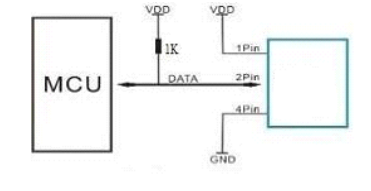 VDD
VDD
1K
1Pin
MCU
DATA
2Pin
4Pin
GND